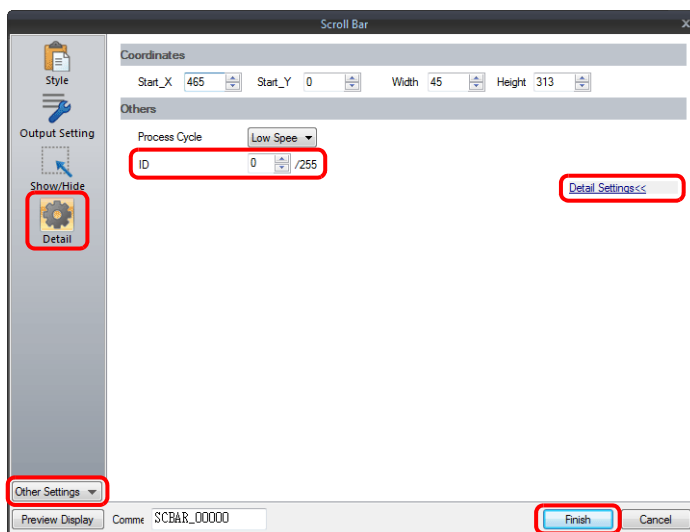 Scroll Bar
Style
Output Setting
Show/Hide
Detail
Other Settings
Coordinates
Start_X 465 Start_Y 0 Width 45 Height 313
Others
Process Cycle Low Spee
ID 0 /255
Detail Settings<<
Preview Display Comme SCBAR_00000 Finish Cancel